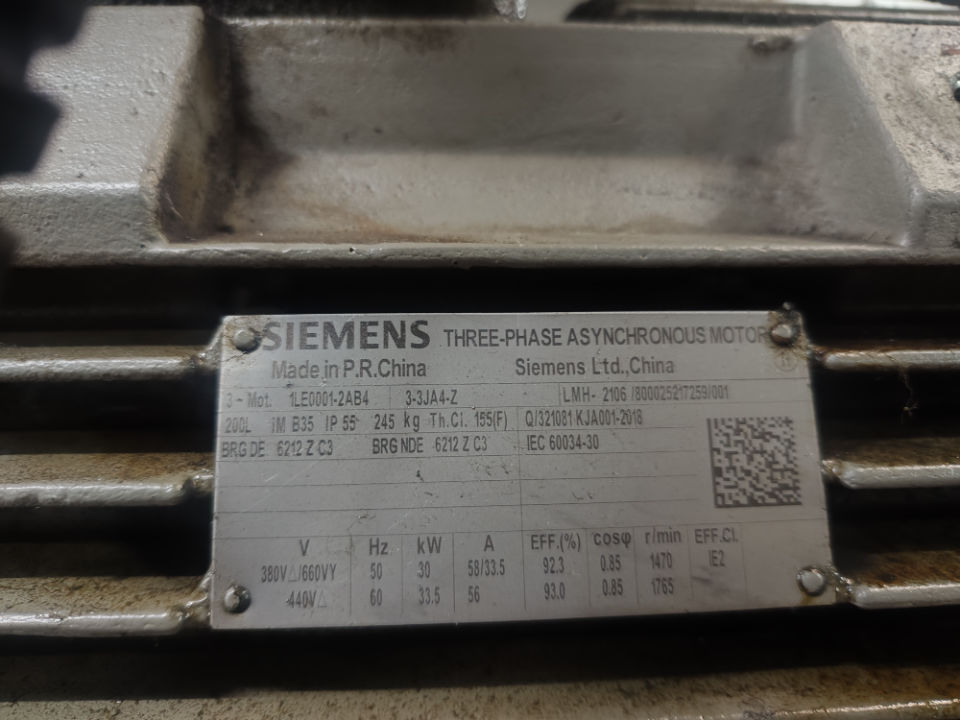 SIEMENS THREE-PHASE ASYNCHRONOUS MOTOR
Made in P.R.China Siemens Ltd.,China
3~Mot. 1LE0001-2AB4 3-3JA4-Z LMH- 2106 /800025217259/001
200L IM B35 IP 55 245 kg Th.Cl. 155(F) Q/321081 KJA001-2018
BRG DE 6212 Z C3 BRG NDE 6212 Z C3 IEC 60034-30
V Hz kW A EFF.(%) cosφ r/min EFF.Cl.
380V△/660VY 50 30 58/33.5 92.3 0.85 1470 IE2
440V△ 60 33.5 56 93.0 0.85 1765